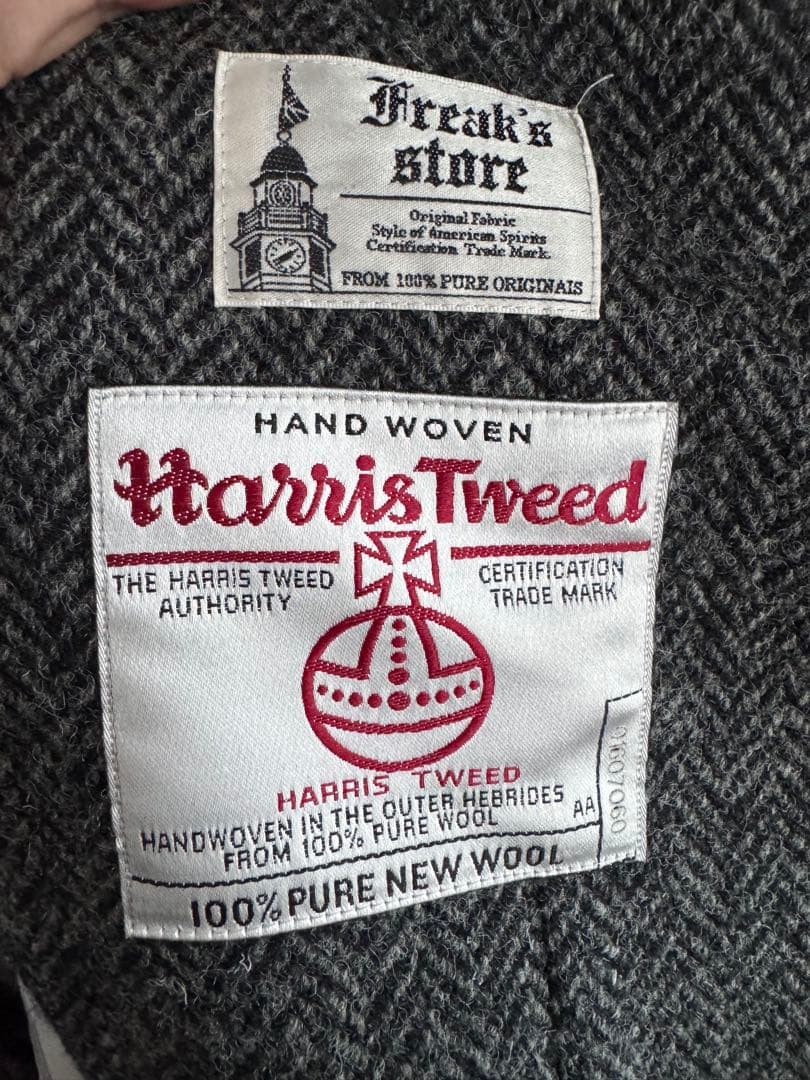 Freak's
store
Original Fabric
Style of American Spirits
Certification Trade Mark.
FROM 100% PURE ORIGINAIS
HAND WOVEN
Harris Tweed
THE HARRIS TWEED
AUTHORITY
CERTIFICATION
TRADE MARK
HARRIS TWEED
HANDWOVEN IN THE OUTER HEBRIDES
FROM 100% PURE WOOL
AA
01607060
100% PURE NEW WOOL